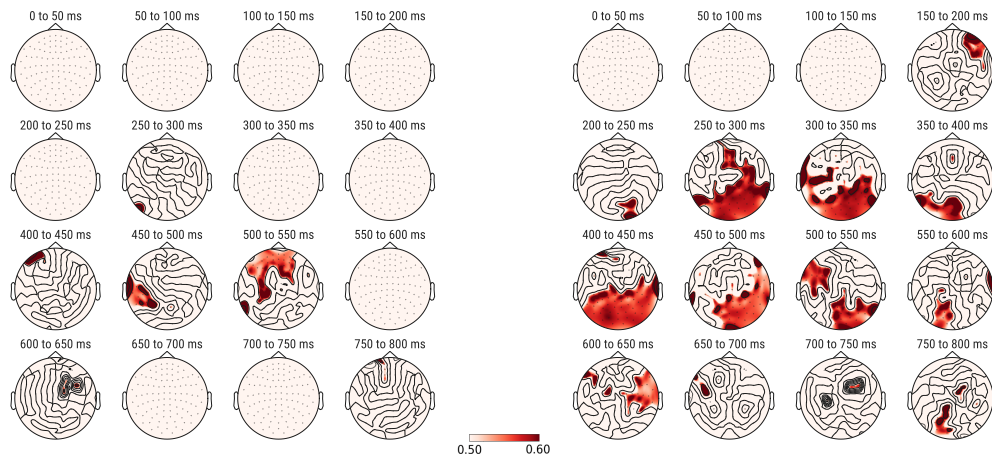 0 to 50 ms 50 to 100 ms 100 to 150 ms 150 to 200 ms 0 to 50 ms 50 to 100 ms 100 to 150 ms 150 to 200 ms
200 to 250 ms 250 to 300 ms 300 to 350 ms 350 to 400 ms 200 to 250 ms 250 to 300 ms 300 to 350 ms 350 to 400 ms
400 to 450 ms 450 to 500 ms 500 to 550 ms 550 to 600 ms 400 to 450 ms 450 to 500 ms 500 to 550 ms 550 to 600 ms
600 to 650 ms 650 to 700 ms 700 to 750 ms 750 to 800 ms 600 to 650 ms 650 to 700 ms 700 to 750 ms 750 to 800 ms
0.50 0.60